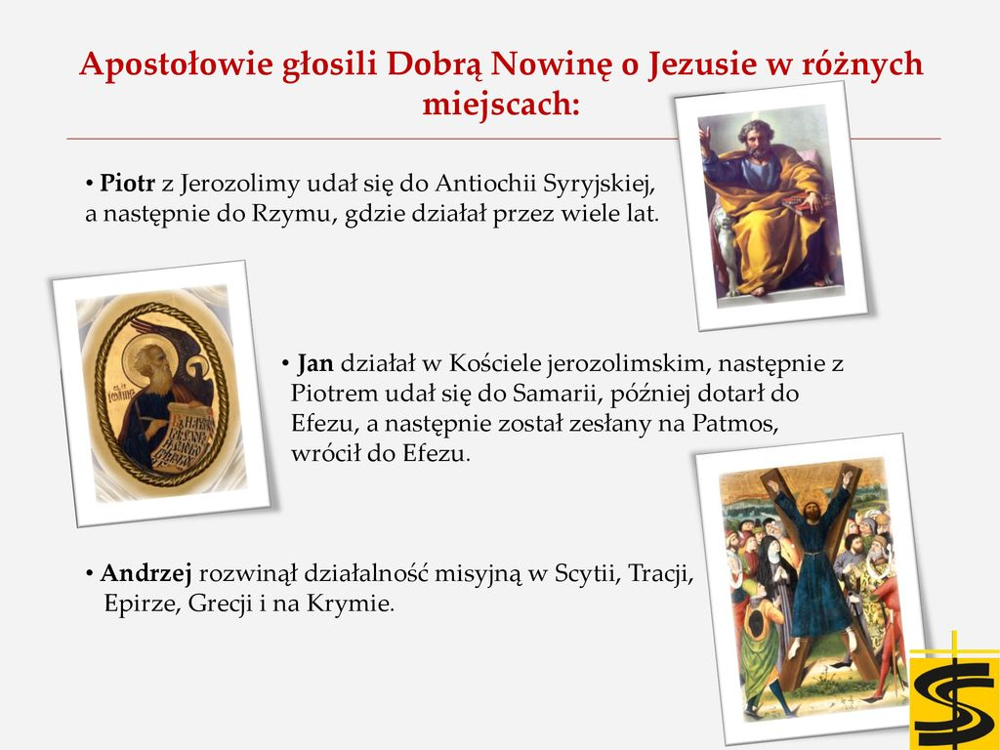 Apostołowie głosili Dobrą Nowinę o Jezusie w różnych
miejscach:
• Piotr z Jerozolimy udał się do Antiochii Syryjskiej,
a następnie do Rzymu, gdzie działał przez wiele lat.
• Jan działał w Kościele jerozolimskim, następnie z
Piotrem udał się do Samarii, później dotarł do
Efezu, a następnie został zesłany na Patmos,
wrócił do Efezu.
• Andrzej rozwinął działalność misyjną w Scytii, Tracji,
Epirze, Grecji i na Krymie.